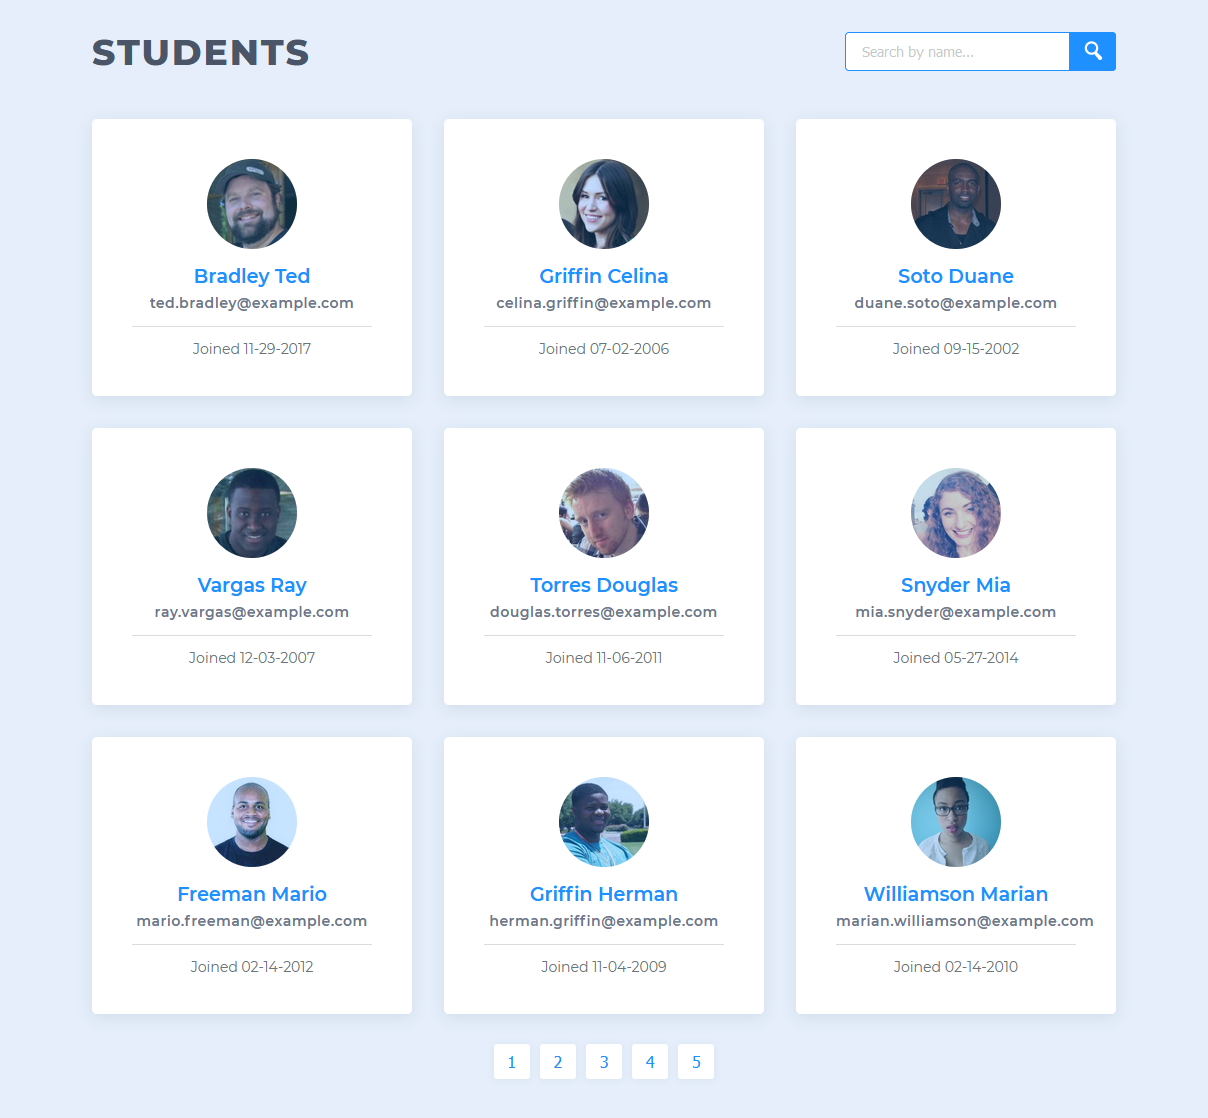 STUDENTS
Search by name...
Bradley Ted
ted.bradley@example.com
Joined 11-29-2017
Griffin Celina
celina.griffin@example.com
Joined 07-02-2006
Soto Duane
duane.soto@example.com
Joined 09-15-2002
Vargas Ray
ray.vargas@example.com
Joined 12-03-2007
Torres Douglas
douglas.torres@example.com
Joined 11-06-2011
Snyder Mia
mia.snyder@example.com
Joined 05-27-2014
Freeman Mario
mario.freeman@example.com
Joined 02-14-2012
Griffin Herman
herman.griffin@example.com
Joined 11-04-2009
Williamson Marian
marian.williamson@example.com
Joined 02-14-2010
1 2 3 4 5